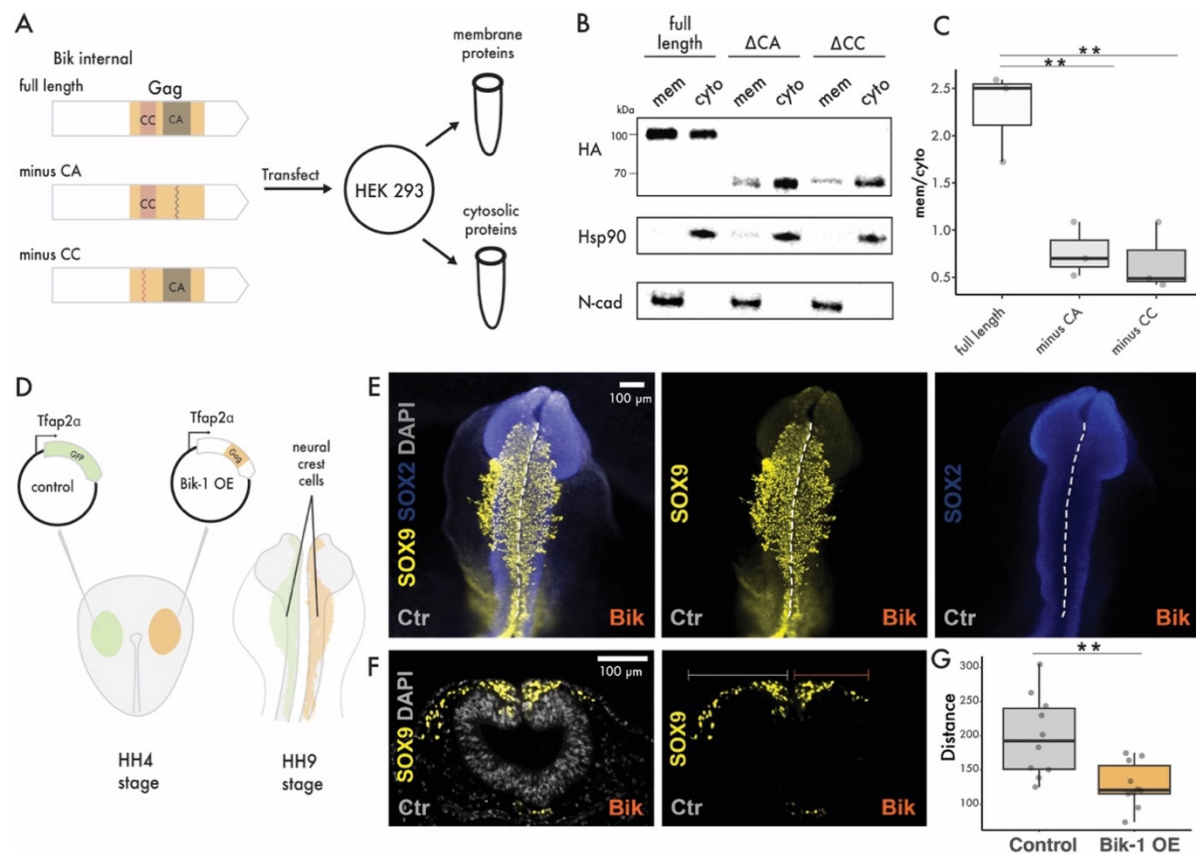 A
Bik internal
full length
Gag
CC
CA
minus CA
CC
minus CC
CA
Transfect
HEK 293
membrane
proteins
cytosolic
proteins
B
full
length
ΔCA
ΔCC
mem
cyto
mem
cyto
mem
cyto
kDa
100
70
HA
Hsp90
N-cad
C
**
**
mem/cyto
2.5
2.0
1.5
1.0
0.5
full length
minus CA
minus CC
D
Tfap2α
GFP
control
Tfap2α
Gag
Bik-1 OE
neural
crest
cells
HH4
stage
HH9
stage
E
SOX9 SOX2 DAPI
100 μm
Ctr
Bik
SOX9
Ctr
Bik
SOX2
Ctr
Bik
F
SOX9 DAPI
100 μm
Ctr
Bik
SOX9
Ctr
Bik
G
**
Distance
300
250
200
150
100
Control
Bik-1 OE